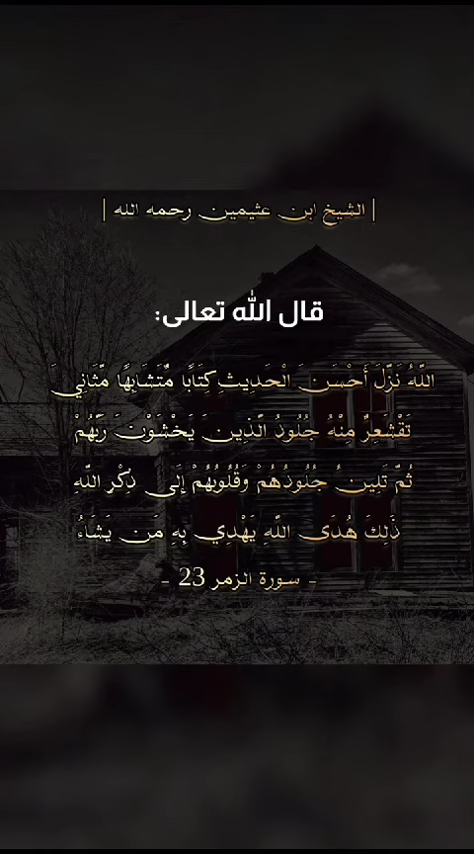 | الشيخ ابن عثيمين رحمه الله |
قال الله تعالى:
اللَّهُ نَزَّلَ أَحْسَنَ الْحَدِيثِ كِتَابًا مُّتَشَابِهًا مَّثَانِيَ
تَقْشَعِرُّ مِنْهُ جُلُودُ الَّذِينَ يَخْشَوْنَ رَبَّهُمْ
ثُمَّ تَلِينُ جُلُودُهُمْ وَقُلُوبُهُمْ إِلَى ذِكْرِ اللَّهِ
ذَلِكَ هُدَى اللَّهِ يَهْدِي بِهِ مَن يَشَاءُ
- سورة الزمر 23 -